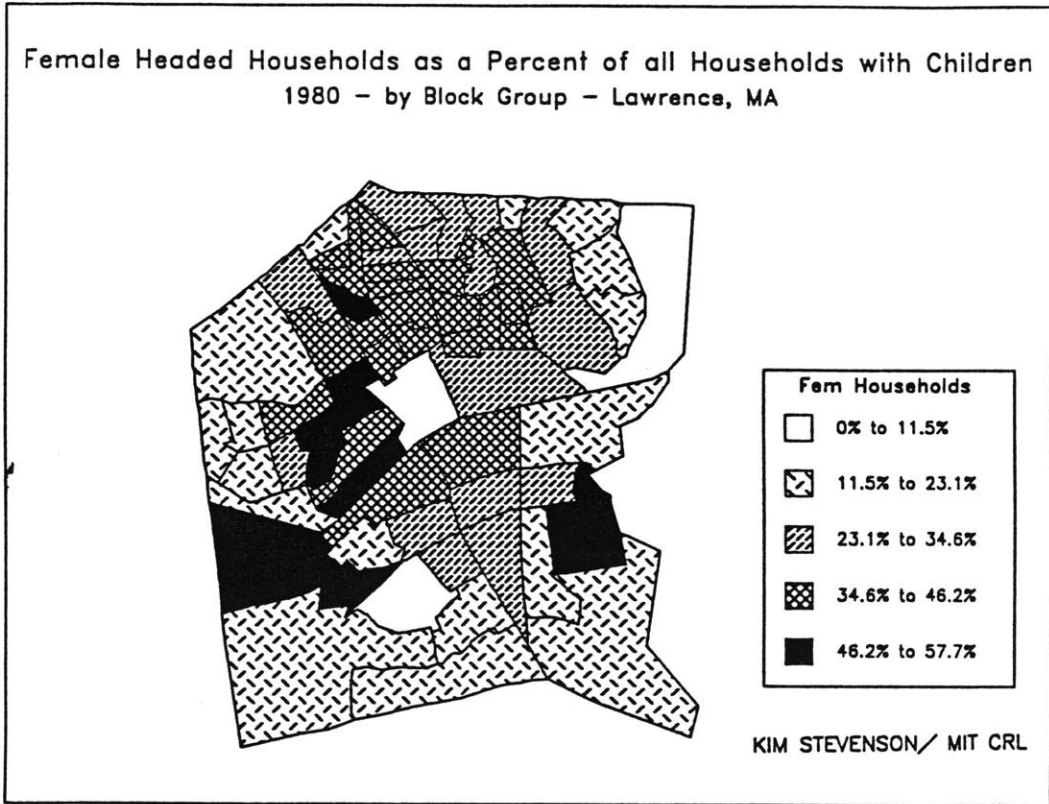 Female Headed Households as a Percent of all Households with Children
1980 - by Block Group - Lawrence, MA
Fem Households
0% to 11.5%
11.5% to 23.1%
23.1% to 34.6%
34.6% to 46.2%
46.2% to 57.7%
KIM STEVENSON/ MIT CRL